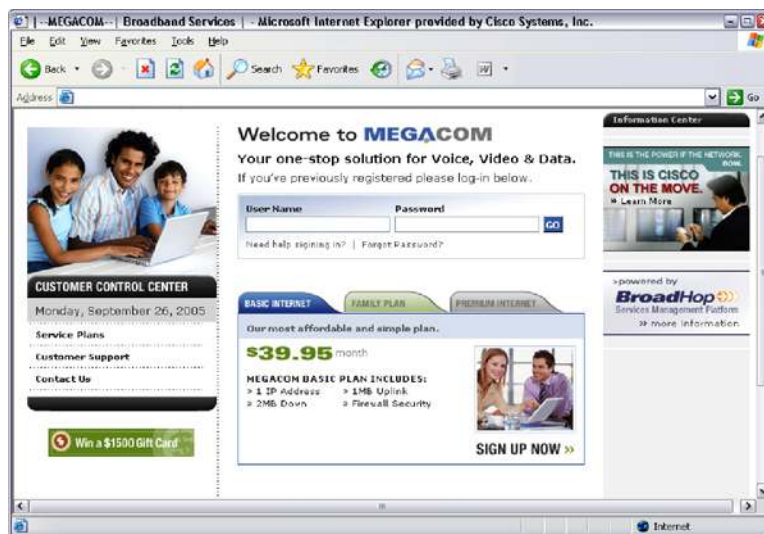 |--MEGACOM--| Broadband Services | - Microsoft Internet Explorer provided by Cisco Systems, Inc.
File Edit View Favorites Tools Help
Back Search Favorites
Address Go
Welcome to MEGACOM
Your one-stop solution for Voice, Video & Data.
If you've previously registered please log-in below.
User Name Password
GO
Need help signing in? | Forgot Password?
CUSTOMER CONTROL CENTER
Monday, September 26, 2005
Service Plans
Customer Support
Contact Us
Win a $1500 Gift Card
BASIC INTERNET FAMILY PLAN PREMIUM INTERNET
Our most affordable and simple plan.
$39.95 month
MEGACOM BASIC PLAN INCLUDES:
» 1 IP Address » 1MB Uplink
» 2MB Down » Firewall Security
SIGN UP NOW »
Information Center
THIS IS THE POWER IF THE NETWORK.
NOW.
THIS IS CISCO
ON THE MOVE.
» Learn More
>powered by
BroadHop
Services Management Platform
» more information
Internet